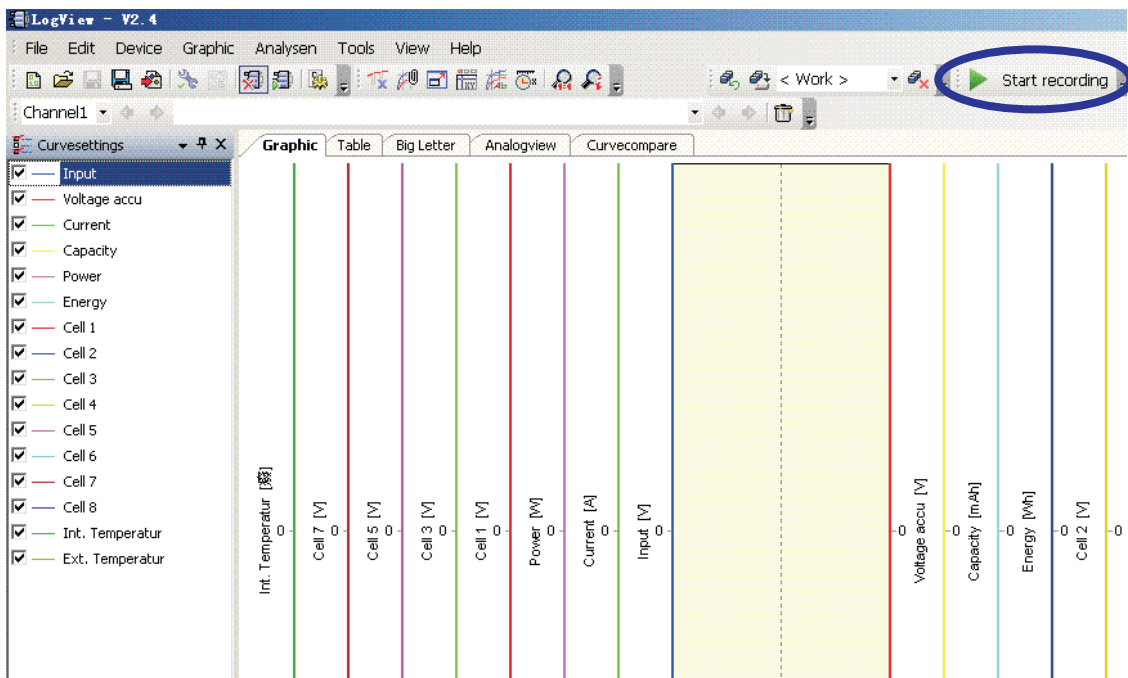 LogView - V2.4
File Edit Device Graphic Analysen Tools View Help
< Work > Start recording
Channel1
Curvesettings Graphic Table Big Letter Analogview Curvecompare
Input
Voltage accu
Current
Capacity
Power
Energy
Cell 1
Cell 2
Cell 3
Cell 4
Cell 5
Cell 6
Cell 7
Cell 8
Int. Temperatur
Ext. Temperatur
Int. Temperatur
0
Cell 7 [V]
0
Cell 5 [V]
0
Cell 3 [V]
0
Cell 1 [V]
0
Power [W]
0
Current [A]
0
Input [V]
0
0
Voltage accu [V]
0
Capacity [mAh]
0
Energy [Wh]
0
Cell 2 [V]
0